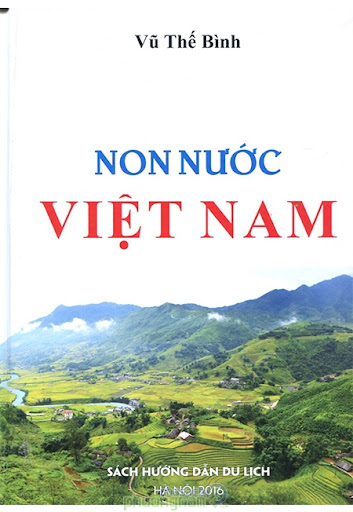 Vũ Thế Bình
NON NƯỚC
VIỆT NAM
SÁCH HƯỚNG DẪN DU LỊCH
HÀ NỘI 2016